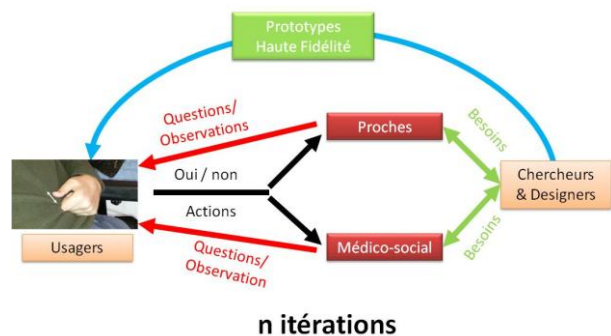 Prototypes
Haute Fidélité
Questions/
Observations
Proches
Besoins
Oui / non
Chercheurs
& Designers
Actions
Usagers
Questions/
Observation
Médico-social
Besoins
n itérations